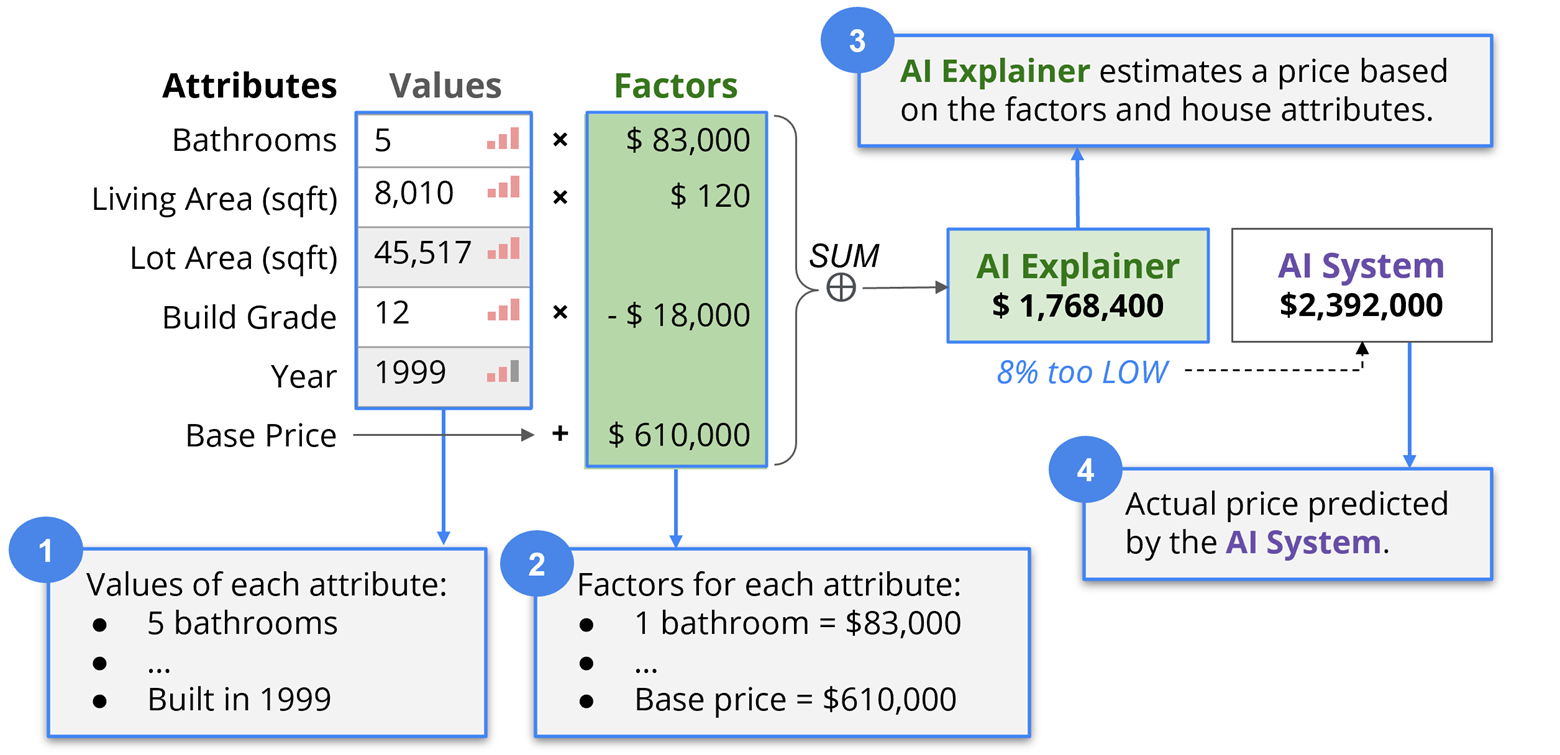 3
AI Explainer estimates a price based
on the factors and house attributes.
Attributes Values Factors
Bathrooms 5 × $ 83,000
Living Area (sqft) 8,010 × $ 120
Lot Area (sqft) 45,517
Build Grade 12 × - $ 18,000
Year 1999
Base Price + $ 610,000
SUM
AI Explainer
$ 1,768,400
AI System
$2,392,000
8% too LOW
1
Values of each attribute:
● 5 bathrooms
● ...
● Built in 1999
2
Factors for each attribute:
● 1 bathroom = $83,000
● ...
● Base price = $610,000
4
Actual price predicted
by the AI System.